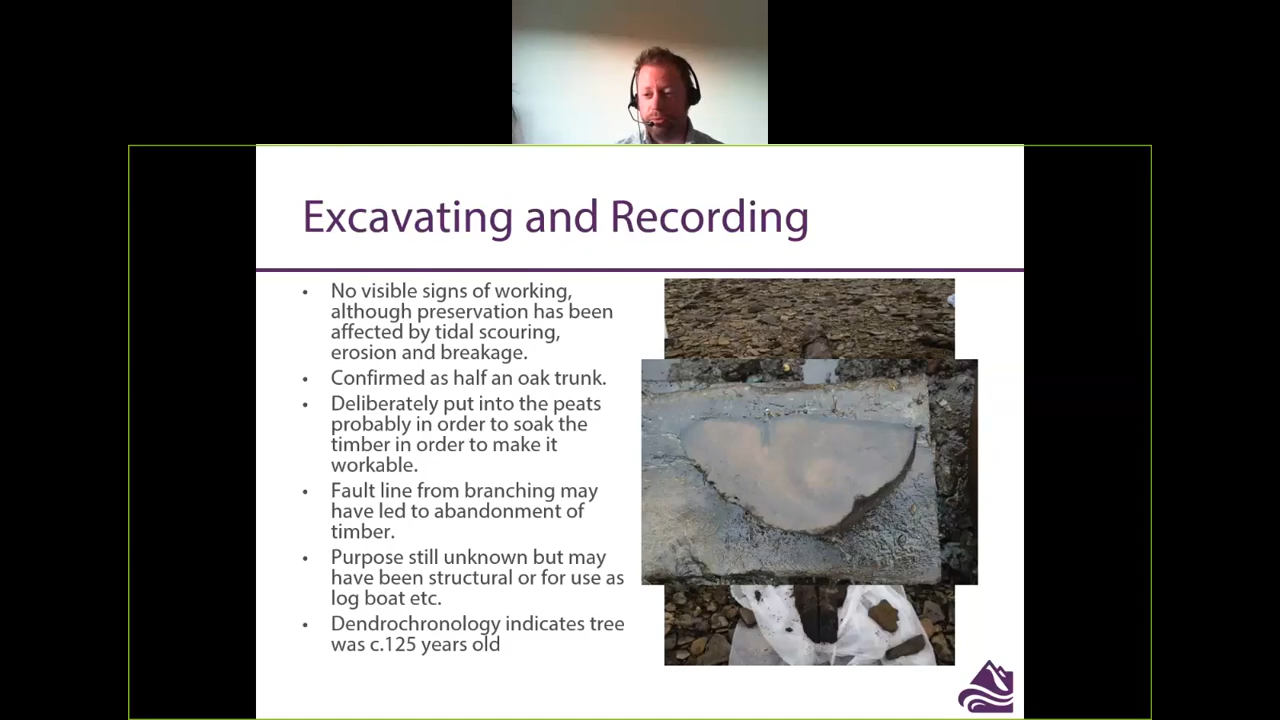 Excavating and Recording
• No visible signs of working,
although preservation has been
affected by tidal scouring,
erosion and breakage.
• Confirmed as half an oak trunk.
• Deliberately put into the peats
probably in order to soak the
timber in order to make it
workable.
• Fault line from branching may
have led to abandonment of
timber.
• Purpose still unknown but may
have been structural or for use as
log boat etc.
• Dendrochronology indicates tree
was c.125 years old